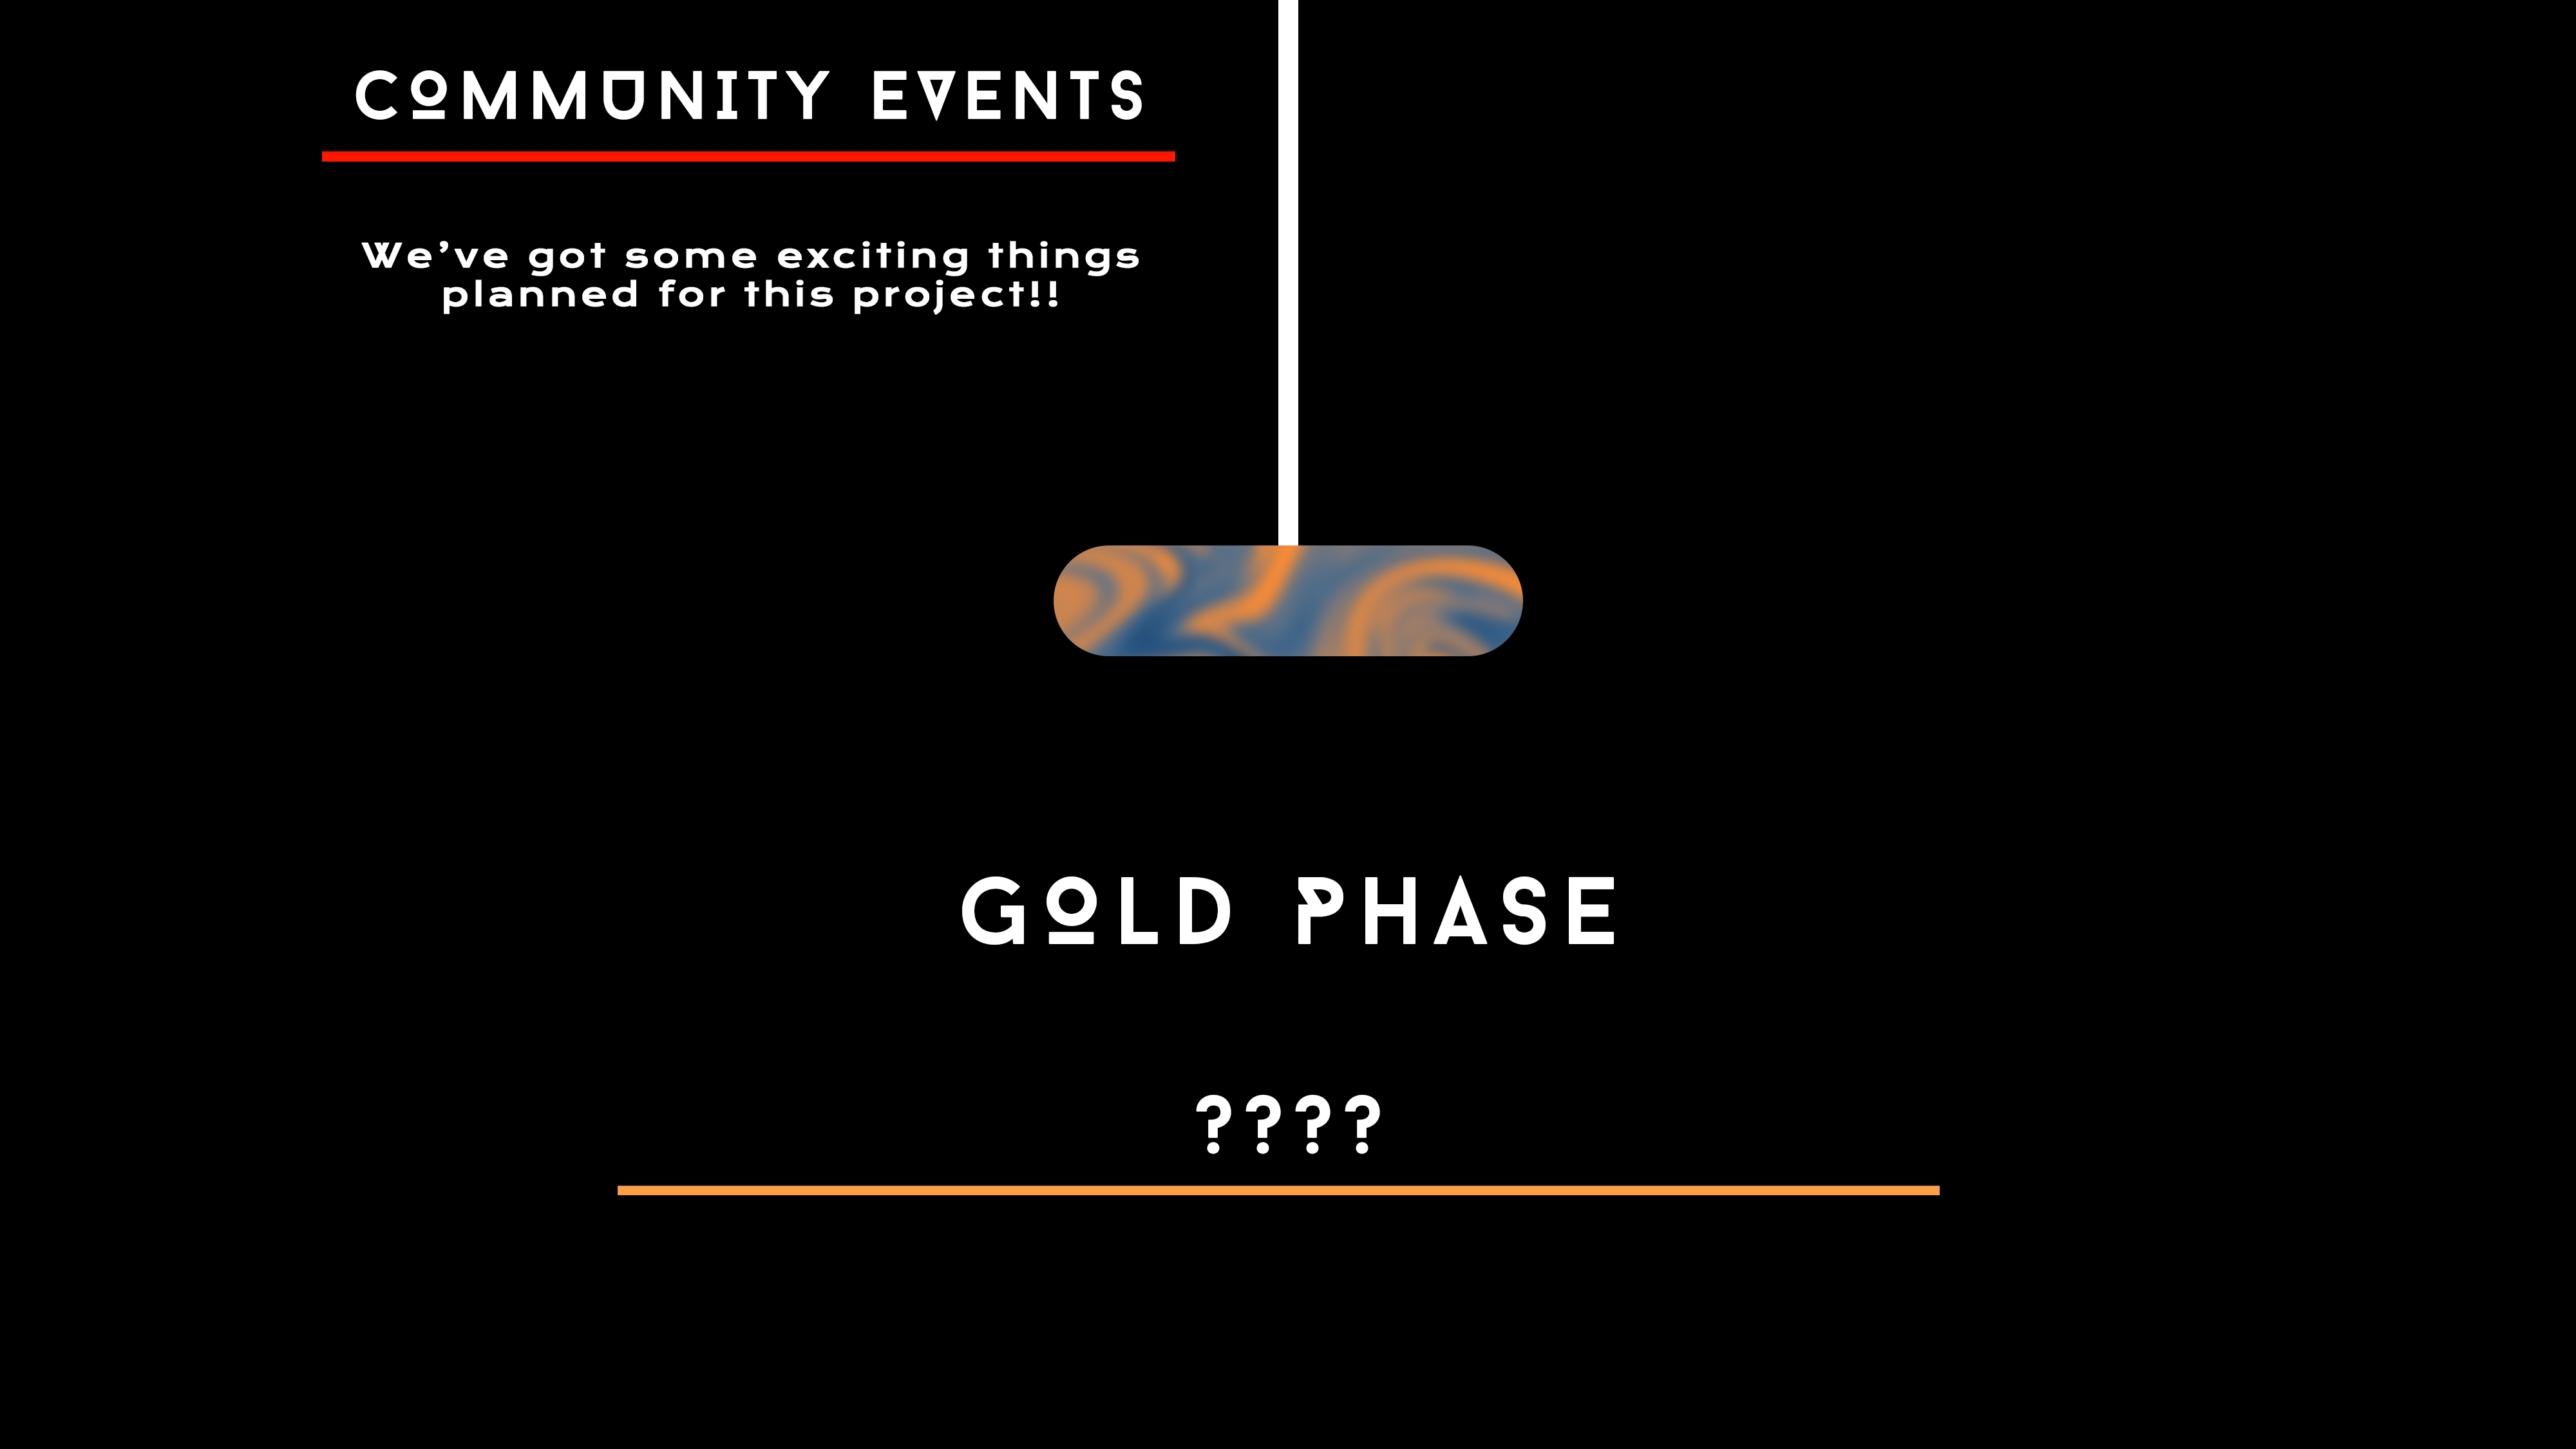 COMMUNITY EVENTS
We’ve got some exciting things
planned for this project!!
GOLD PHASE
????